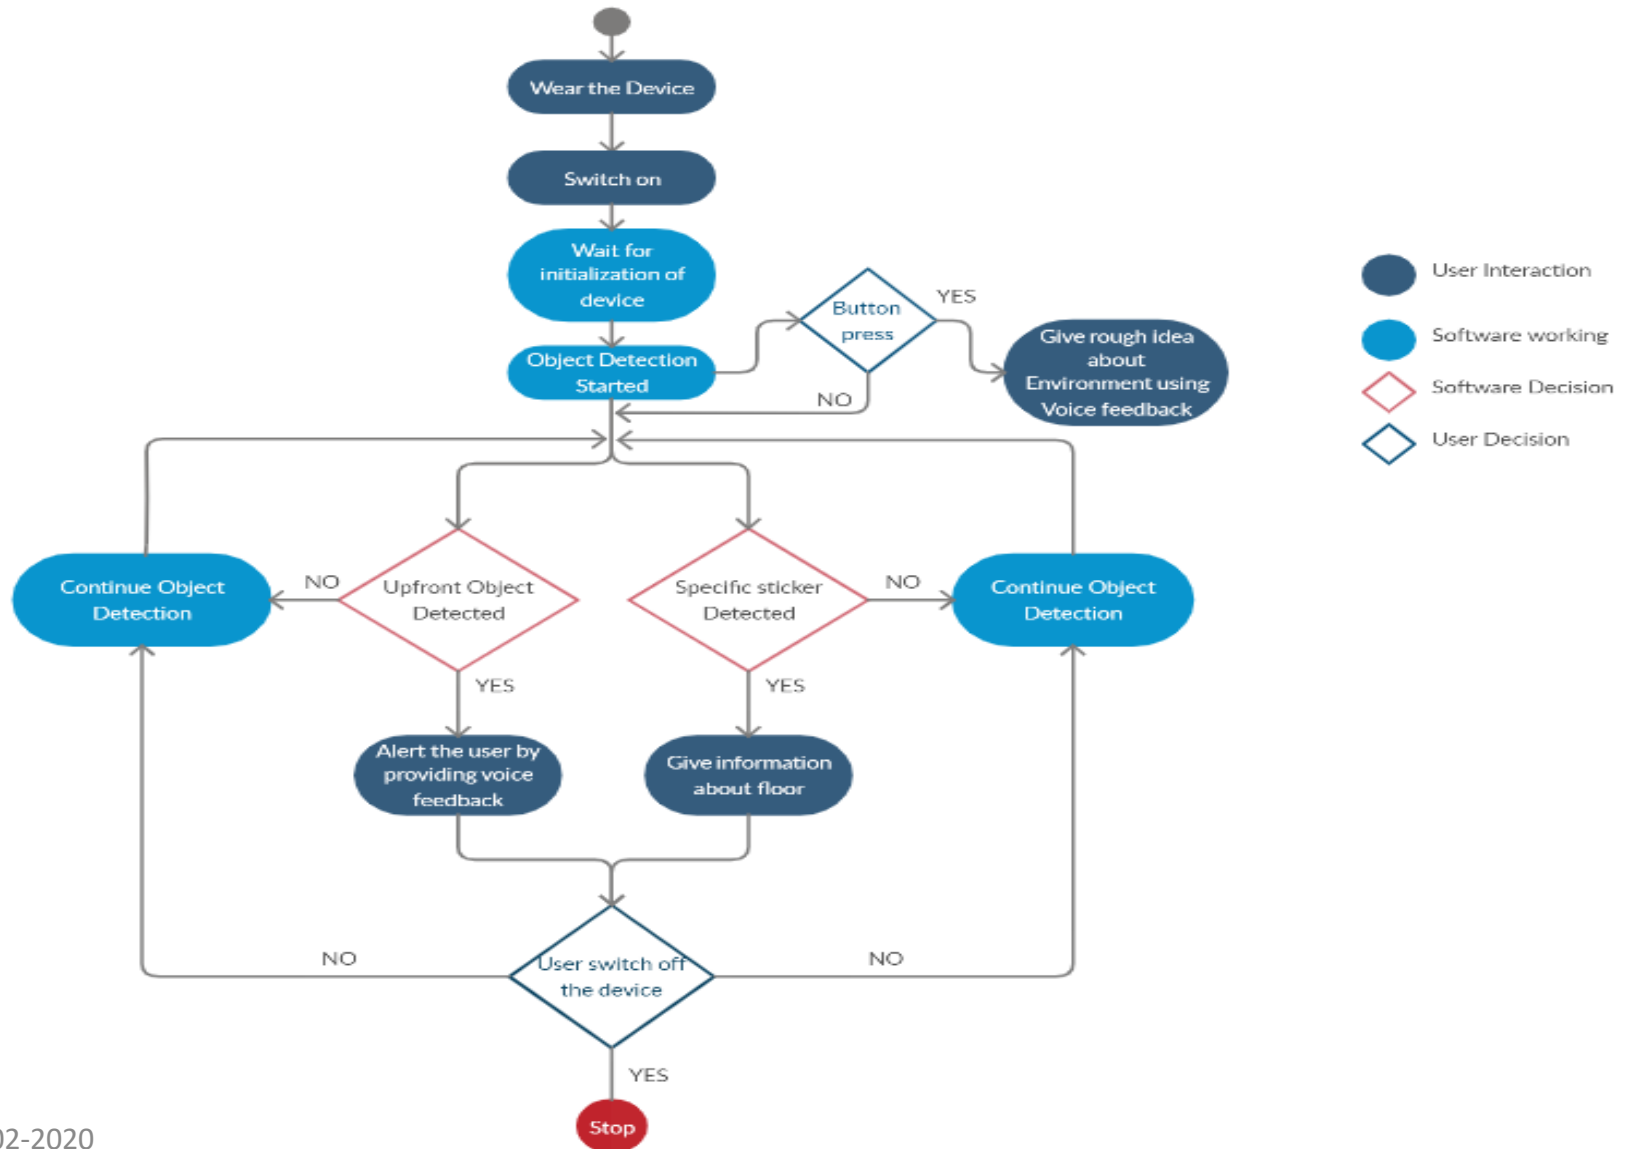 Wear the Device
Switch on
Wait for
initialization of
device
Object Detection
Started
Button
press
YES
NO
Give rough idea
about
Environment using
Voice feedback
User Interaction
Software working
Software Decision
User Decision
Continue Object
Detection
NO
Upfront Object
Detected
Specific sticker
Detected
NO
Continue Object
Detection
YES
YES
Alert the user by
providing voice
feedback
Give information
about floor
NO
User switch off
the device
NO
YES
Stop
02-2020